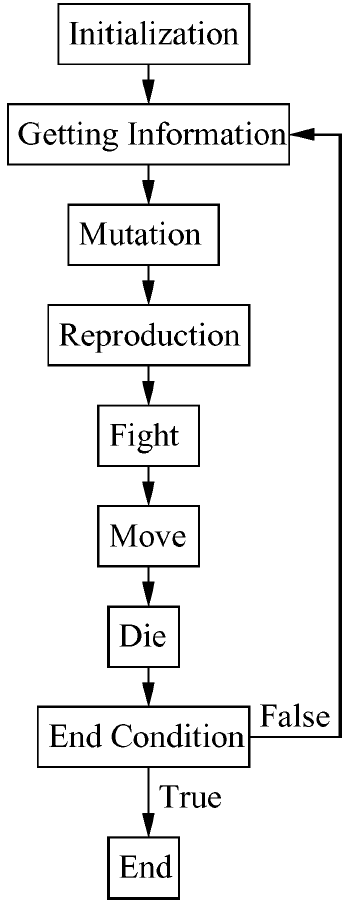 Initialization
Getting Information
Mutation
Reproduction
Fight
Move
Die
End Condition
False
True
End